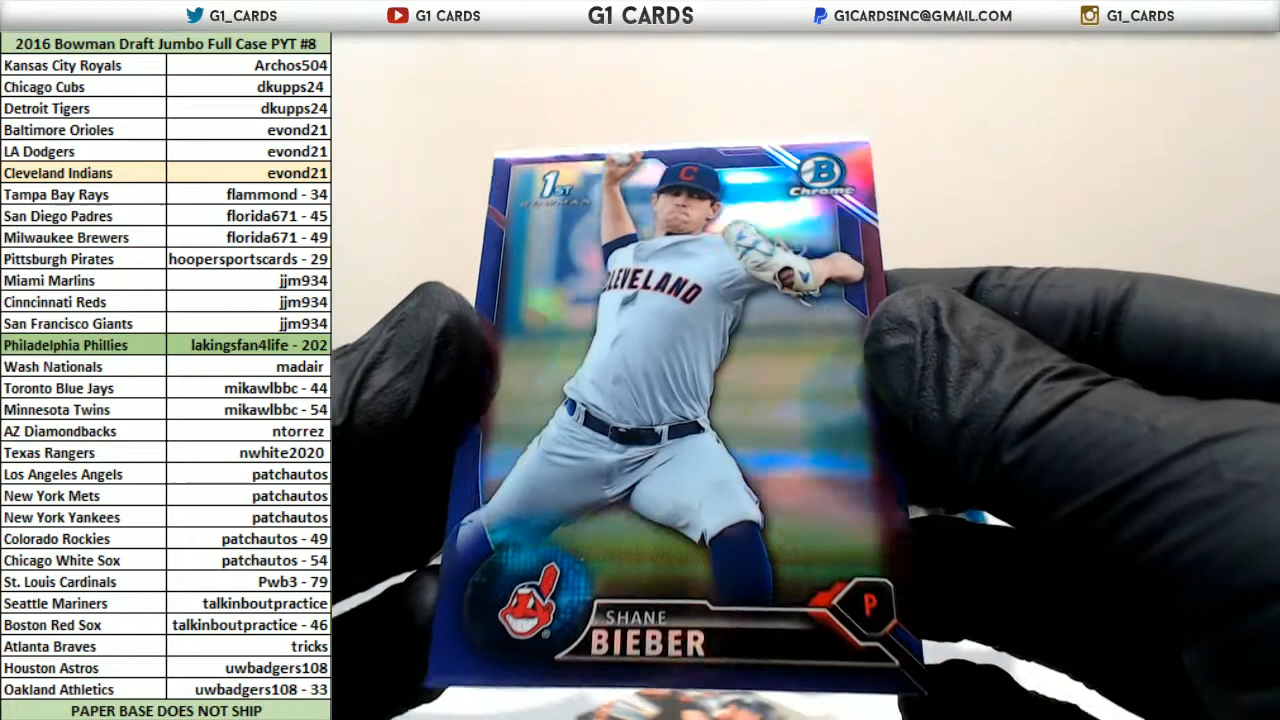 G1_CARDS G1 CARDS G1 CARDS G1CARDSINC@GMAIL.COM G1_CARDS
2016 Bowman Draft Jumbo Full Case PYT #8
Kansas City Royals Archos504
Chicago Cubs dkupps24
Detroit Tigers dkupps24
Baltimore Orioles evond21
LA Dodgers evond21
Cleveland Indians evond21
Tampa Bay Rays flammond - 34
San Diego Padres florida671 - 45
Milwaukee Brewers florida671 - 49
Pittsburgh Pirates hoopersportscards - 29
Miami Marlins jjm934
Cinncinnati Reds jjm934
San Francisco Giants jjm934
Philadelphia Phillies lakingsfan4life - 202
Wash Nationals madair
Toronto Blue Jays mikawlbbc - 44
Minnesota Twins mikawlbbc - 54
AZ Diamondbacks ntorrez
Texas Rangers nwhite2020
Los Angeles Angels patchautos
New York Mets patchautos
New York Yankees patchautos
Colorado Rockies patchautos - 49
Chicago White Sox patchautos - 54
St. Louis Cardinals Pwb3 - 79
Seattle Mariners talkinboutpractice
Boston Red Sox talkinboutpractice - 46
Atlanta Braves tricks
Houston Astros uwbadgers108
Oakland Athletics uwbadgers108 - 33
PAPER BASE DOES NOT SHIP
1ST
BOWMAN
B
Chrome
C
CLEVELAND
SHANE
BIEBER
P
®